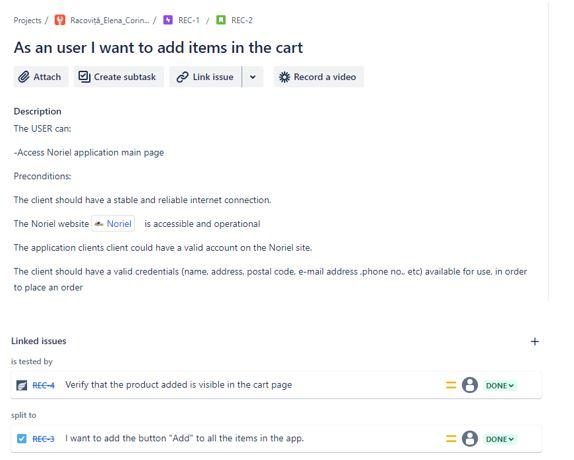 Projects / Racoviță_Elena_Corin... / REC-1 / REC-2
As an user I want to add items in the cart
Attach Create subtask Link issue Record a video
Description
The USER can:
-Access Noriel application main page
Preconditions:
The client should have a stable and reliable internet connection.
The Noriel website Noriel is accessible and operational
The application clients client could have a valid account on the Noriel site.
The client should have a valid credentials (name, address, postal code, e-mail address ,phone no., etc) available for use, in order
to place an order
Linked issues
is tested by
REC-4 Verify that the product added is visible in the cart page DONE
split to
REC-3 I want to add the button "Add" to all the items in the app. DONE